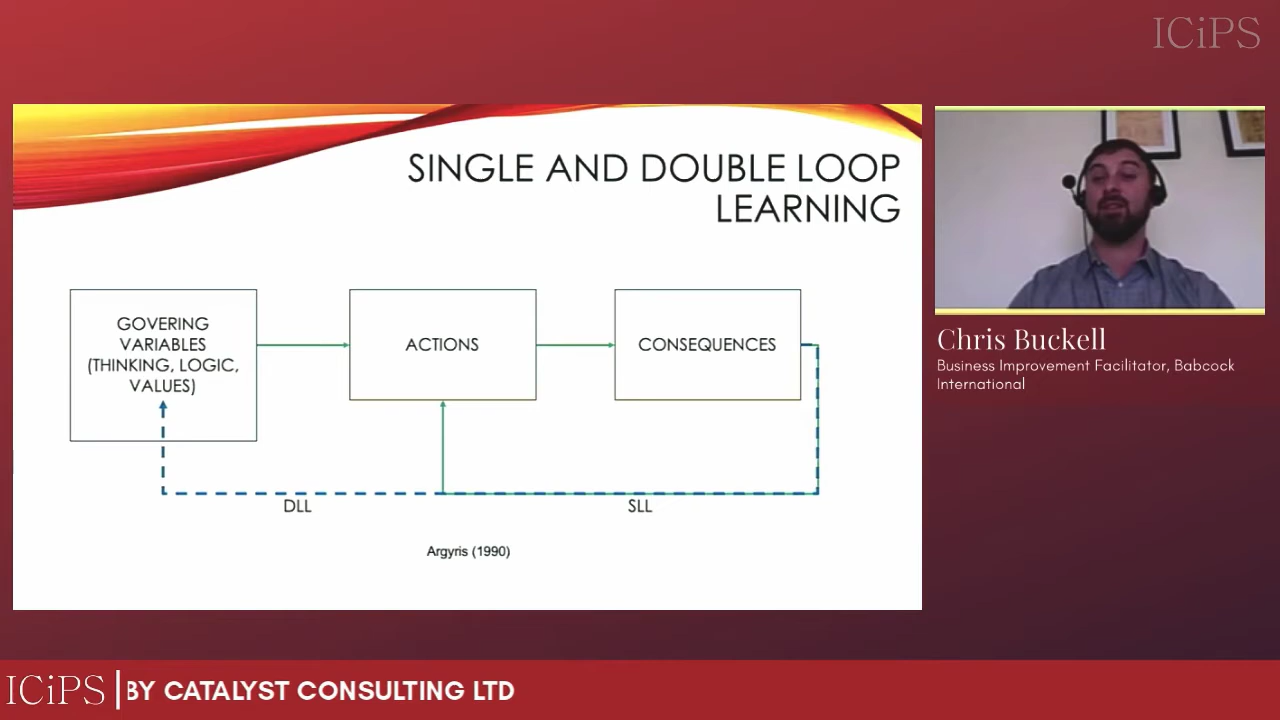 ICiPS
SINGLE AND DOUBLE LOOP
LEARNING
GOVERING
VARIABLES
(THINKING, LOGIC,
VALUES)
ACTIONS
CONSEQUENCES
DLL
SLL
Argyris (1990)
Chris Buckell
Business Improvement Facilitator, Babcock
International
ICiPS
BY CATALYST CONSULTING LTD